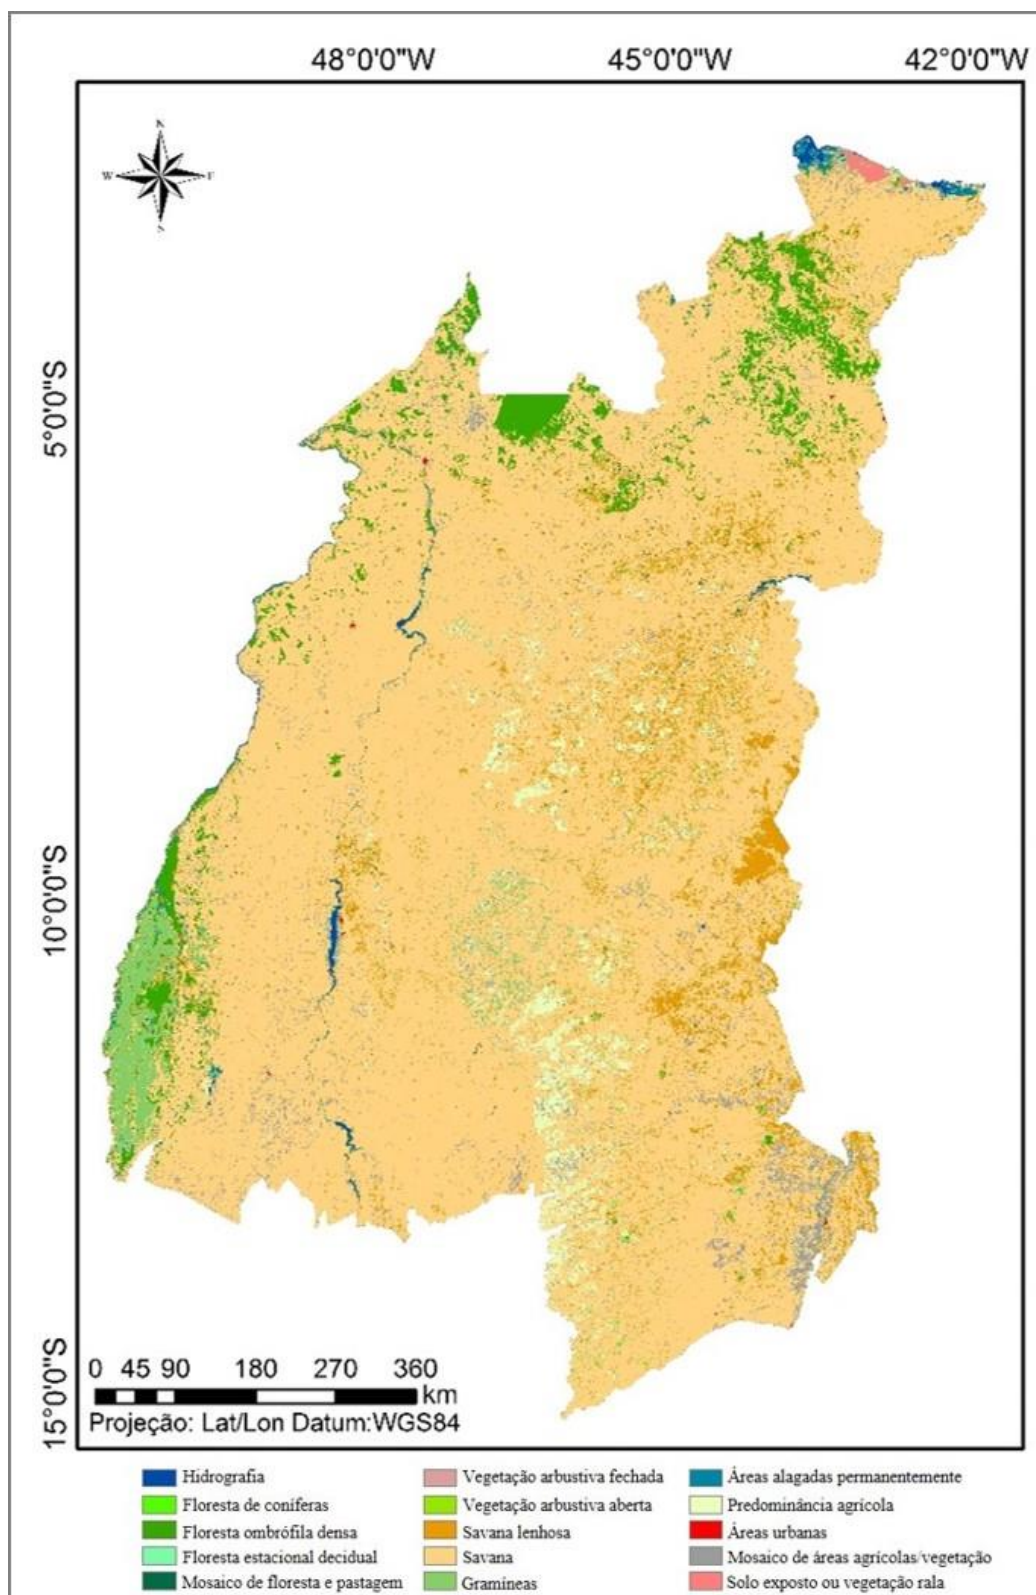 48°0'0"W 45°0'0"W 42°0'0"W
N
W E
S
5°0'0"S
10°0'0"S
15°0'0"S
0 45 90 180 270 360
km
Projeção: Lat/Lon Datum:WGS84
Hidrografia
Floresta de coníferas
Floresta ombrófila densa
Floresta estacional decidual
Mosaico de floresta e pastagem
Vegetação arbustiva fechada
Vegetação arbustiva aberta
Savana lenhosa
Savana
Gramíneas
Áreas alagadas permanentemente
Predominância agrícola
Áreas urbanas
Mosaico de áreas agrícolas/vegetação
Solo exposto ou vegetação rala